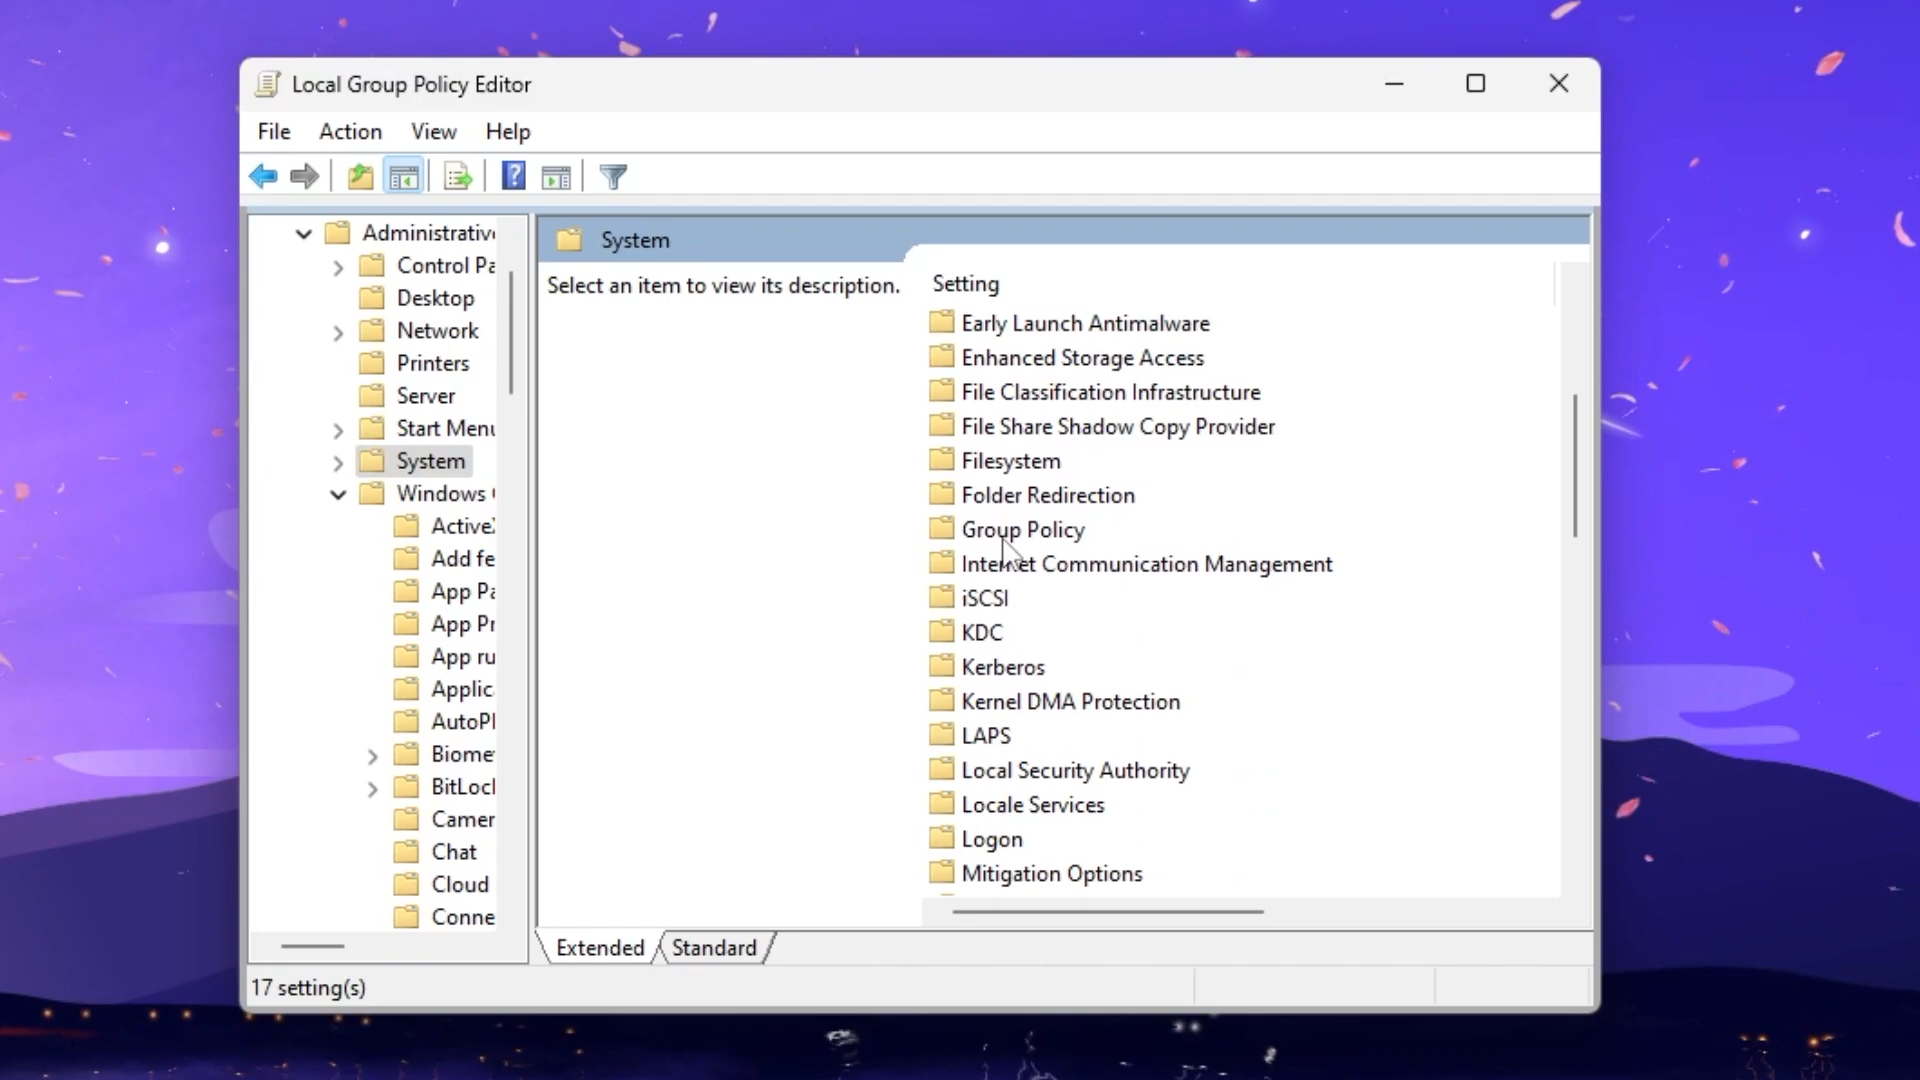 Local Group Policy Editor
File Action View Help
Administrativ
Control Pa
Desktop
Network
Printers
Server
Start Menu
System
Windows
ActiveX
Add fe
App Pa
App Pr
App ru
Applic
AutoPl
Biome
BitLoc
Camer
Chat
Cloud
Conne
System
Select an item to view its description.
Setting
Early Launch Antimalware
Enhanced Storage Access
File Classification Infrastructure
File Share Shadow Copy Provider
Filesystem
Folder Redirection
Group Policy
Internet Communication Management
iSCSI
KDC
Kerberos
Kernel DMA Protection
LAPS
Local Security Authority
Locale Services
Logon
Mitigation Options
Extended Standard
17 setting(s)